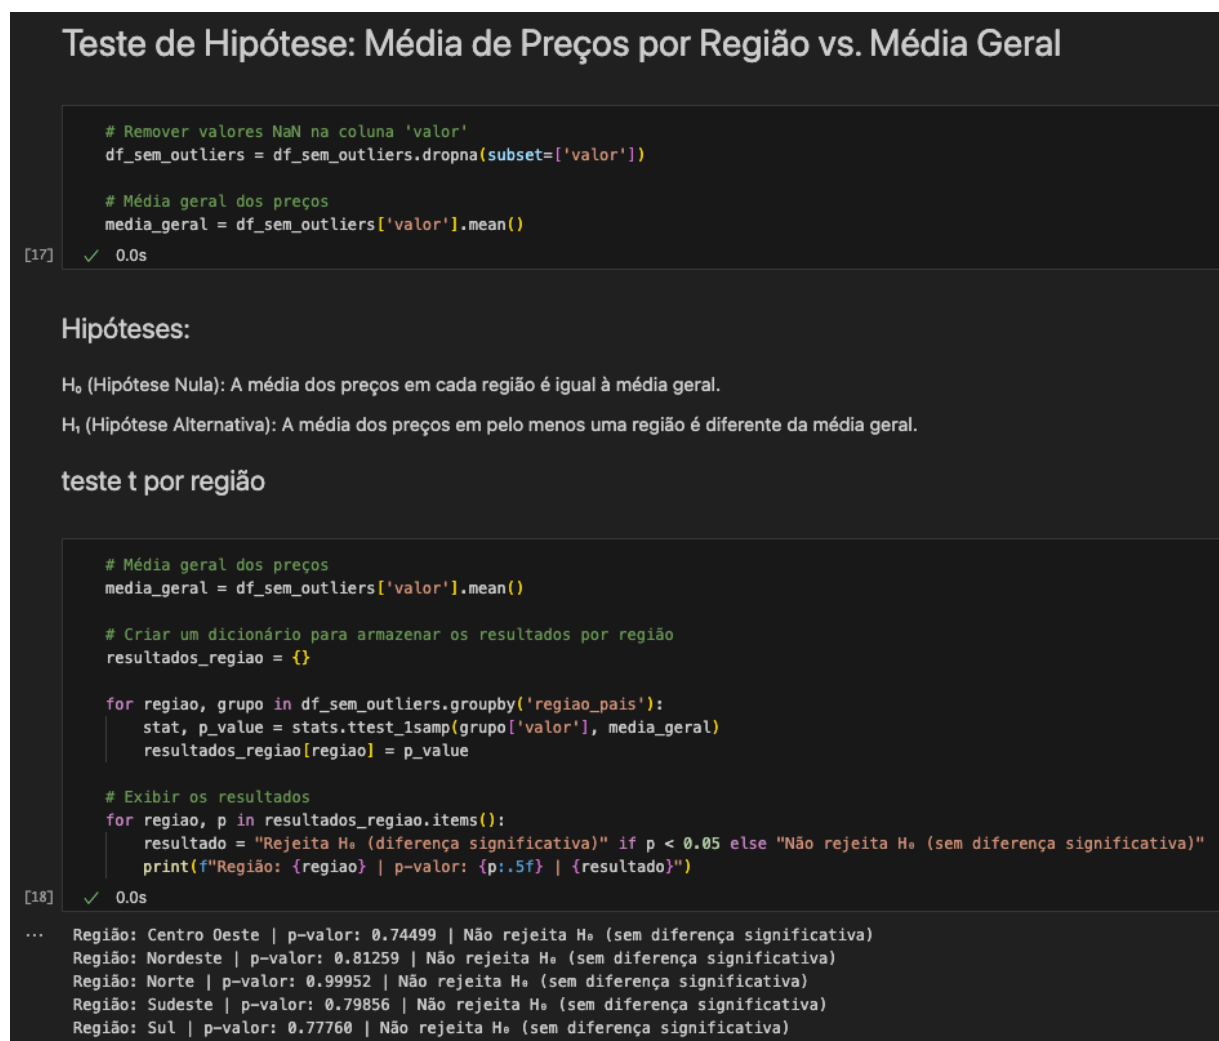 Teste de Hipótese: Média de Preços por Região vs. Média Geral
# Remover valores NaN na coluna 'valor'
df_sem_outliers = df_sem_outliers.dropna(subset=['valor'])
# Média geral dos preços
media_geral = df_sem_outliers['valor'].mean()
[17] ✓ 0.0s
Hipóteses:
H₀ (Hipótese Nula): A média dos preços em cada região é igual à média geral.
H₁ (Hipótese Alternativa): A média dos preços em pelo menos uma região é diferente da média geral.
teste t por região
# Média geral dos preços
media_geral = df_sem_outliers['valor'].mean()
# Criar um dicionário para armazenar os resultados por região
resultados_regiao = {}
for regiao, grupo in df_sem_outliers.groupby('regiao_pais'):
    stat, p_value = stats.ttest_1samp(grupo['valor'], media_geral)
    resultados_regiao[regiao] = p_value
# Exibir os resultados
for regiao, p in resultados_regiao.items():
    resultado = "Rejeita H₀ (diferença significativa)" if p < 0.05 else "Não rejeita H₀ (sem diferença significativa)"
    print(f"Região: {regiao} | p-valor: {p:.5f} | {resultado}")
[18] ✓ 0.0s
... Região: Centro Oeste | p-valor: 0.74499 | Não rejeita H₀ (sem diferença significativa)
Região: Nordeste | p-valor: 0.81259 | Não rejeita H₀ (sem diferença significativa)
Região: Norte | p-valor: 0.99952 | Não rejeita H₀ (sem diferença significativa)
Região: Sudeste | p-valor: 0.79856 | Não rejeita H₀ (sem diferença significativa)
Região: Sul | p-valor: 0.77760 | Não rejeita H₀ (sem diferença significativa)